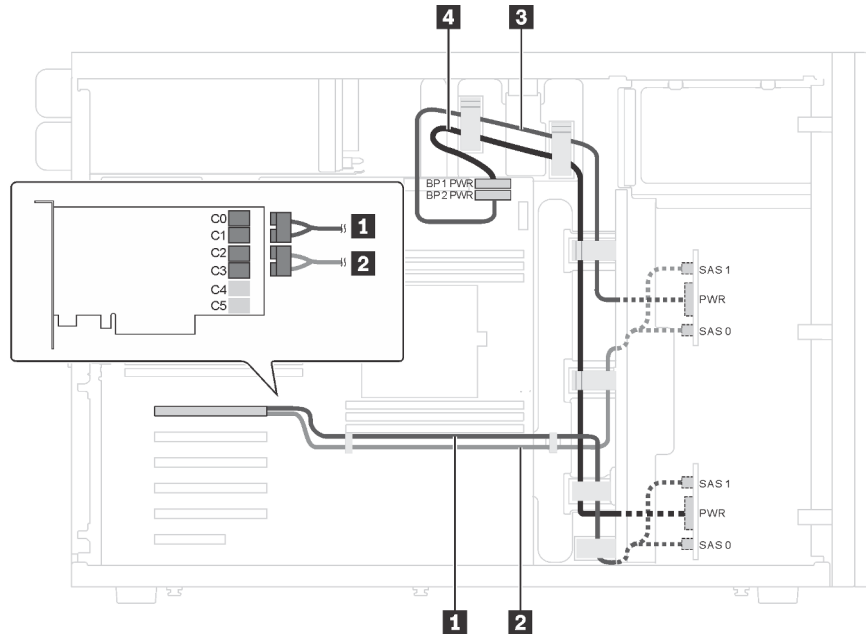 4 3
BP1 PWR
BP2 PWR
C0
C1
C2
C3
C4
C5
1
2
SAS 1
PWR
SAS 0
SAS 1
PWR
SAS 0
1 2